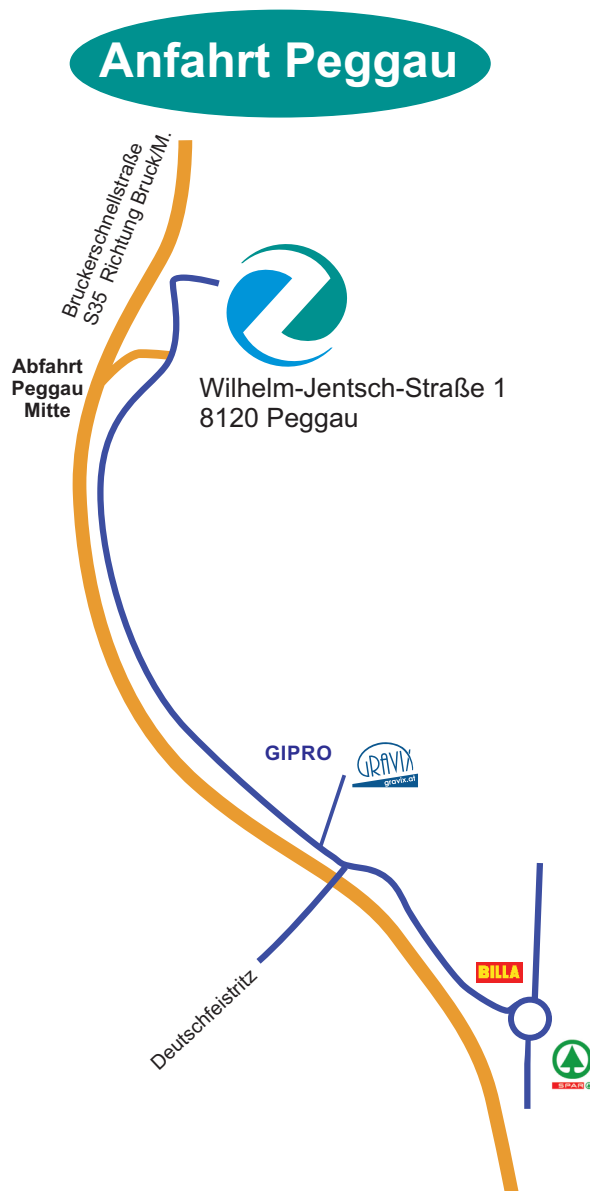 Anfahrt Peggau
Bruckerschnellstraße
S35 Richtung Bruck/M.
Abfahrt
Peggau
Mitte
Wilhelm-Jentsch-Straße 1
8120 Peggau
GIPRO
GRAVIX
gravix.at
BILLA
Deutschfeistritz
SPAR